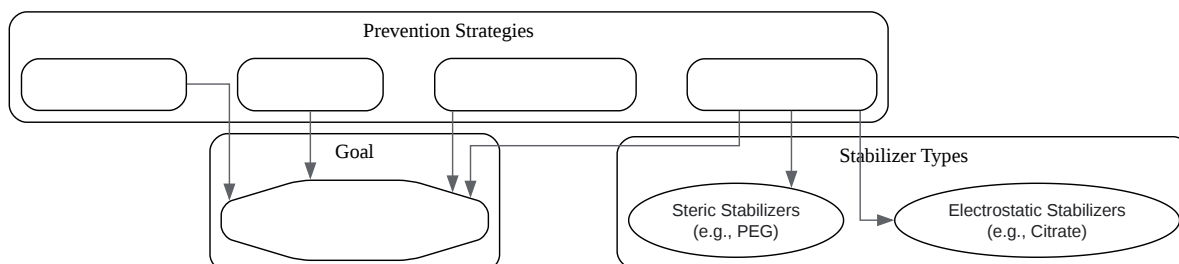 Prevention Strategies
Goal
Stabilizer Types
Steric Stabilizers
(e.g., PEG)
Electrostatic Stabilizers
(e.g., Citrate)